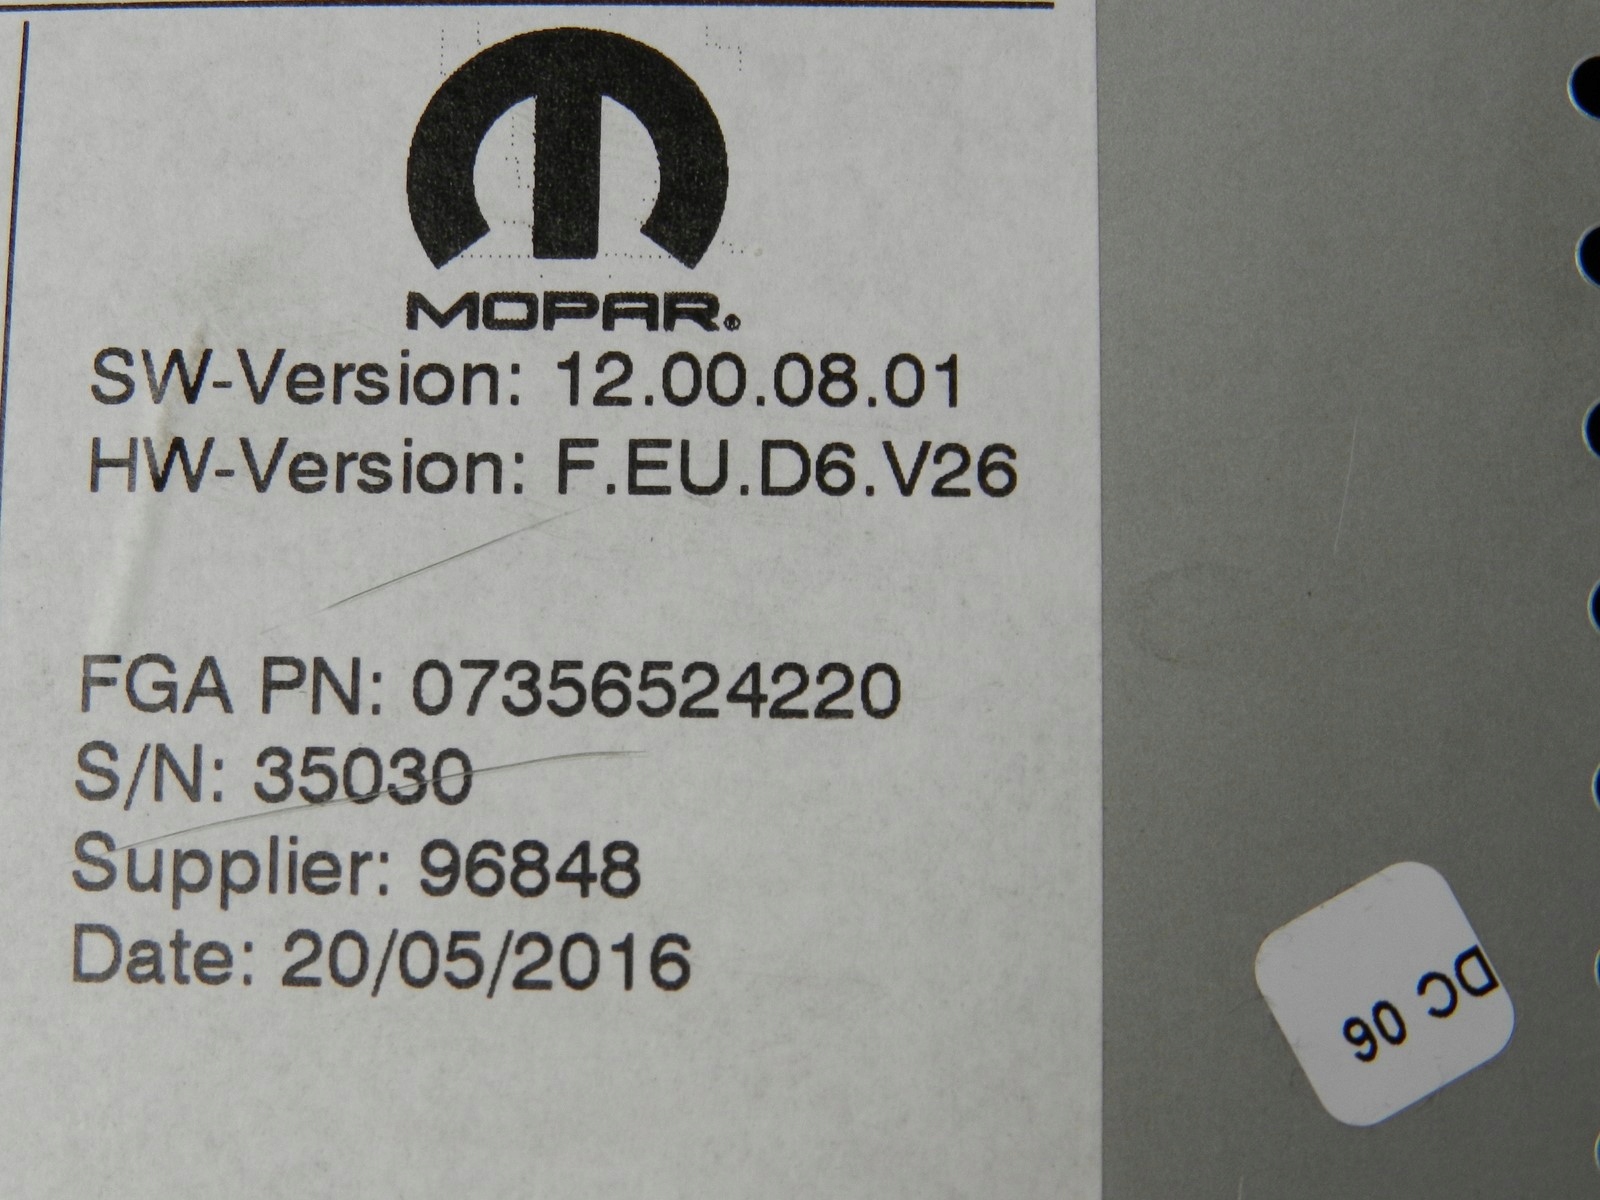 MOPAR®
SW-Version: 12.00.08.01
HW-Version: F.EU.D6.V26
FGA PN: 07356524220
S/N: 35030
Supplier: 96848
Date: 20/05/2016
DC 06